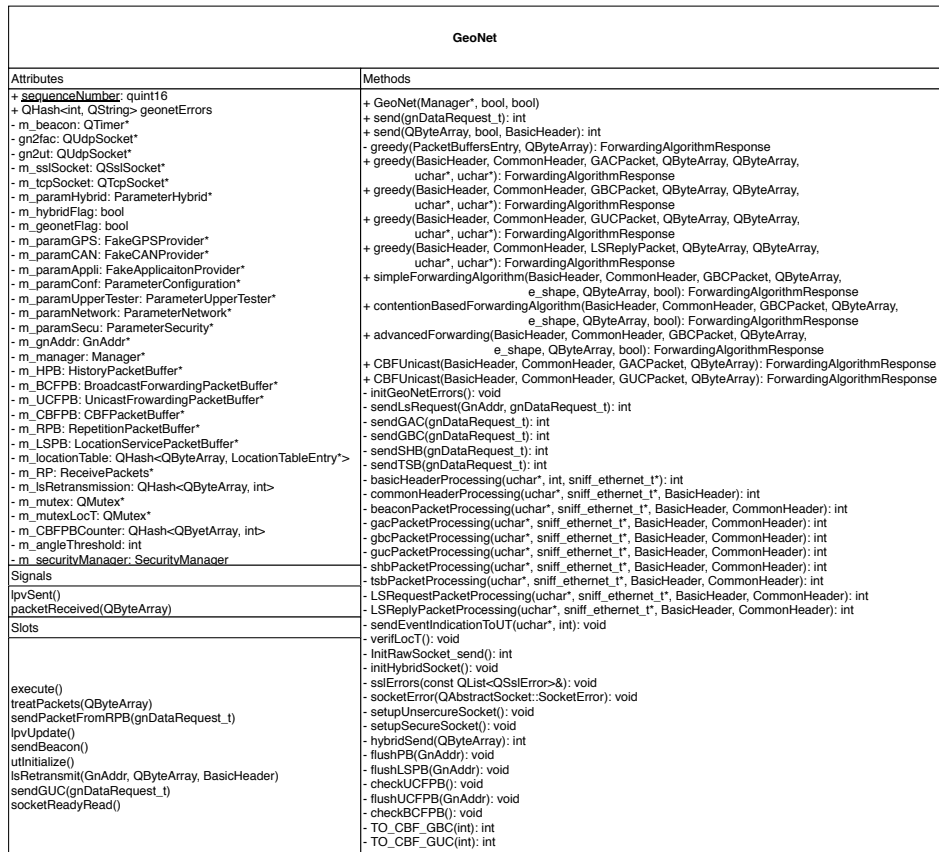 GeoNet
Attributes
+ sequenceNumber: quint16
+ QHash<int, QString> geonetErrors
- m_beacon: QTimer*
- gn2fac: QUdpSocket*
- gn2ut: QUdpSocket*
- m_sslSocket: QSslSocket*
- m_tcpSocket: QTcpSocket*
- m_paramHybrid: ParameterHybrid*
- m_hybridFlag: bool
- m_geonetFlag: bool
- m_paramGPS: FakeGPSProvider*
- m_paramCAN: FakeCANProvider*
- m_paramAppli: FakeApplicaitonProvider*
- m_paramConf: ParameterConfiguration*
- m_paramUpperTester: ParameterUpperTester*
- m_paramNetwork: ParameterNetwork*
- m_paramSecu: ParameterSecurity*
- m_gnAddr: GnAddr*
- m_manager: Manager*
- m_HPB: HistoryPacketBuffer*
- m_BCFPB: BroadcastForwardingPacketBuffer*
- m_UCFPB: UnicastFrowardingPacketBuffer*
- m_CBFPB: CBFPacketBuffer*
- m_RPB: RepetitionPacketBuffer*
- m_LSPB: LocationServicePacketBuffer*
- m_locationTable: QHash<QByteArray, LocationTableEntry*>
- m_RP: ReceivePackets*
- m_lsRetransmission: QHash<QByteArray, int>
- m_mutex: QMutex*
- m_mutexLocT: QMutex*
- m_CBFPBCounter: QHash<QByetArray, int>
- m_angleThreshold: int
- m_securityManager: SecurityManager
Signals
lpvSent()
packetReceived(QByteArray)
Slots
execute()
treatPackets(QByteArray)
sendPacketFromRPB(gnDataRequest_t)
lpvUpdate()
sendBeacon()
utInitialize()
lsRetransmit(GnAddr, QByteArray, BasicHeader)
sendGUC(gnDataRequest_t)
socketReadyRead()
Methods
+ GeoNet(Manager*, bool, bool)
+ send(gnDataRequest_t): int
+ send(QByteArray, bool, BasicHeader): int
- greedy(PacketBuffersEntry, QByteArray): ForwardingAlgorithmResponse
+ greedy(BasicHeader, CommonHeader, GACPacket, QByteArray, QByteArray,
uchar*, uchar*): ForwardingAlgorithmResponse
+ greedy(BasicHeader, CommonHeader, GBCPacket, QByteArray, QByteArray,
uchar*, uchar*): ForwardingAlgorithmResponse
+ greedy(BasicHeader, CommonHeader, GUCPacket, QByteArray, QByteArray,
uchar*, uchar*): ForwardingAlgorithmResponse
+ greedy(BasicHeader, CommonHeader, LSReplyPacket, QByteArray, QByteArray,
uchar*, uchar*): ForwardingAlgorithmResponse
+ simpleForwardingAlgorithm(BasicHeader, CommonHeader, GBCPacket, QByteArray,
e_shape, QByteArray, bool): ForwardingAlgorithmResponse
+ contentionBasedForwardingAlgorithm(BasicHeader, CommonHeader, GBCPacket, QByteArray,
e_shape, QByteArray, bool): ForwardingAlgorithmResponse
+ advancedForwarding(BasicHeader, CommonHeader, GBCPacket, QByteArray,
e_shape, QByteArray, bool): ForwardingAlgorithmResponse
+ CBFUnicast(BasicHeader, CommonHeader, GACPacket, QByteArray): ForwardingAlgorithmResponse
+ CBFUnicast(BasicHeader, CommonHeader, GUCPacket, QByteArray): ForwardingAlgorithmResponse
- initGeoNetErrors(): void
- sendLsRequest(GnAddr, gnDataRequest_t): int
- sendGAC(gnDataRequest_t): int
- sendGBC(gnDataRequest_t): int
- sendSHB(gnDataRequest_t): int
- sendTSB(gnDataRequest_t): int
- basicHeaderProcessing(uchar*, int, sniff_ethernet_t*): int
- commonHeaderProcessing(uchar*, sniff_ethernet_t*, BasicHeader): int
- beaconPacketProcessing(uchar*, sniff_ethernet_t*, BasicHeader, CommonHeader): int
- gacPacketProcessing(uchar*, sniff_ethernet_t*, BasicHeader, CommonHeader): int
- gbcPacketProcessing(uchar*, sniff_ethernet_t*, BasicHeader, CommonHeader): int
- gucPacketProcessing(uchar*, sniff_ethernet_t*, BasicHeader, CommonHeader): int
- shbPacketProcessing(uchar*, sniff_ethernet_t*, BasicHeader, CommonHeader): int
- tsbPacketProcessing(uchar*, sniff_ethernet_t*, BasicHeader, CommonHeader): int
- LSRequestPacketProcessing(uchar*, sniff_ethernet_t*, BasicHeader, CommonHeader): int
- LSReplyPacketProcessing(uchar*, sniff_ethernet_t*, BasicHeader, CommonHeader): int
- sendEventIndicationToUT(uchar*, int): void
- verifLocT(): void
- InitRawSocket_send(): int
- initHybridSocket(): void
- sslErrors(const QList<QSslError>&): void
- socketError(QAbstractSocket::SocketError): void
- setupUnsercureSocket(): void
- setupSecureSocket(): void
- hybridSend(QByteArray): int
- flushPB(GnAddr): void
- flushLSPB(GnAddr): void
- checkUCFPB(): void
- flushUCFPB(GnAddr): void
- checkBCFPB(): void
- TO_CBF_GBC(int): int
- TO_CBF_GUC(int): int